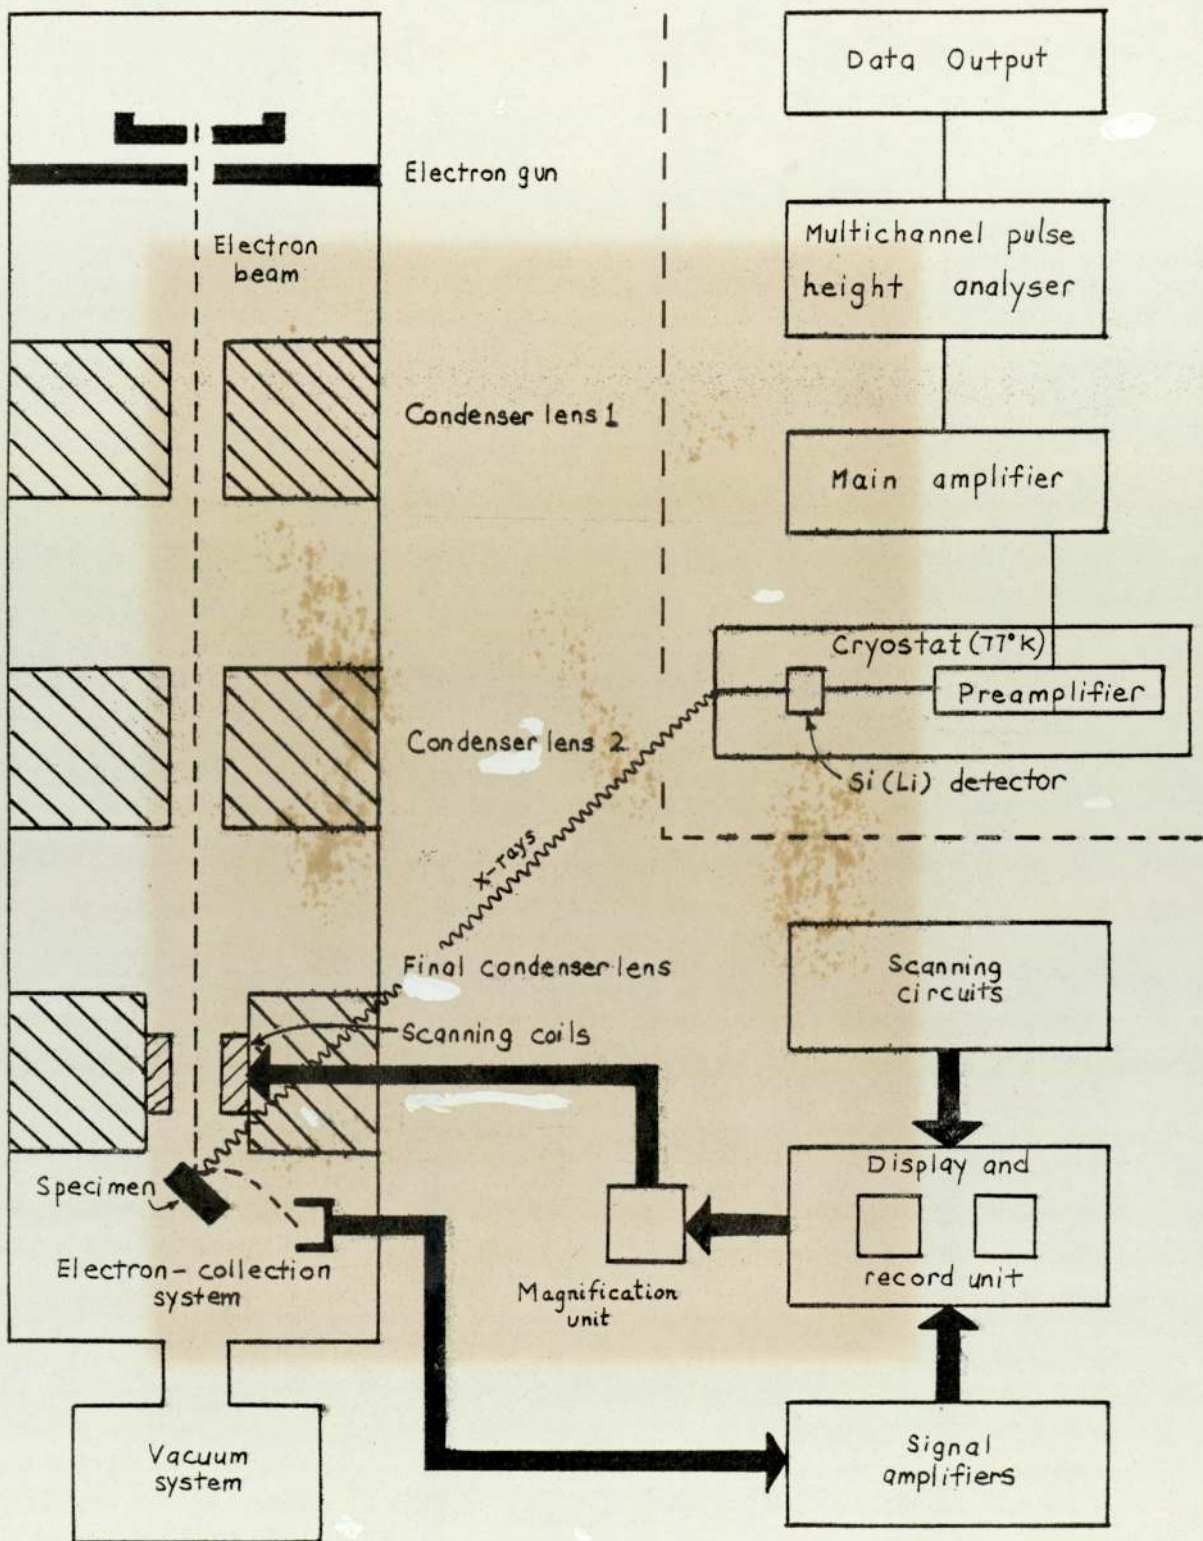 Data Output
Electron gun
Multichannel pulse
height analyser
Electron
beam
Condenser lens 1
Main amplifier
Cryostat (77°K)
Preamplifier
Condenser lens 2
Si (Li) detector
X-rays
Final condenser lens
Scanning
circuits
Scanning coils
Display and
record unit
Specimen
Electron-collection
system
Magnification
unit
Vacuum
system
Signal
amplifiers